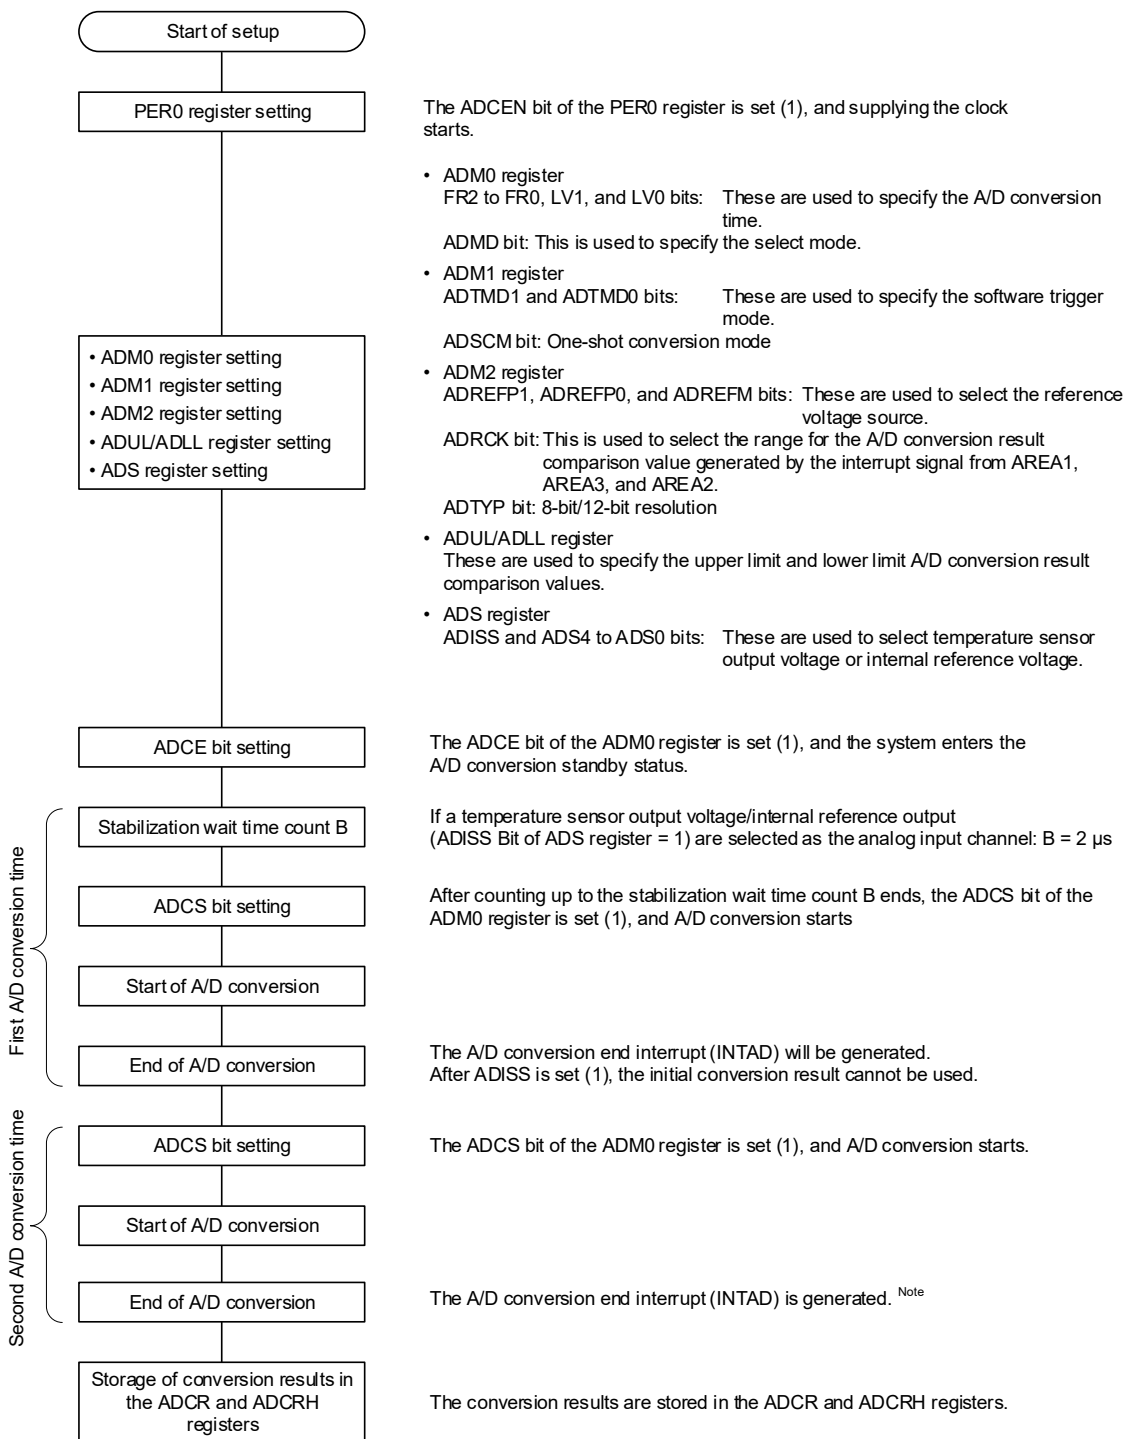 Start of setup
PER0 register setting
The ADCEN bit of the PER0 register is set (1), and supplying the clock
starts.
• ADM0 register
FR2 to FR0, LV1, and LV0 bits: These are used to specify the A/D conversion
time.
ADMD bit: This is used to specify the select mode.
• ADM1 register
ADTMD1 and ADTMD0 bits: These are used to specify the software trigger
mode.
ADSCM bit: One-shot conversion mode
• ADM2 register
ADREFP1, ADREFP0, and ADREFM bits: These are used to select the reference
voltage source.
ADRCK bit: This is used to select the range for the A/D conversion result
comparison value generated by the interrupt signal from AREA1,
AREA3, and AREA2.
ADTYP bit: 8-bit/12-bit resolution
• ADUL/ADLL register
These are used to specify the upper limit and lower limit A/D conversion result
comparison values.
• ADS register
ADISS and ADS4 to ADS0 bits: These are used to select temperature sensor
output voltage or internal reference voltage.
• ADM0 register setting
• ADM1 register setting
• ADM2 register setting
• ADUL/ADLL register setting
• ADS register setting
ADCE bit setting
The ADCE bit of the ADM0 register is set (1), and the system enters the
A/D conversion standby status.
First A/D conversion time
Stabilization wait time count B
If a temperature sensor output voltage/internal reference output
(ADISS Bit of ADS register = 1) are selected as the analog input channel: B = 2 µs
ADCS bit setting
After counting up to the stabilization wait time count B ends, the ADCS bit of the
ADM0 register is set (1), and A/D conversion starts
Start of A/D conversion
End of A/D conversion
The A/D conversion end interrupt (INTAD) will be generated.
After ADISS is set (1), the initial conversion result cannot be used.
Second A/D conversion time
ADCS bit setting
The ADCS bit of the ADM0 register is set (1), and A/D conversion starts.
Start of A/D conversion
End of A/D conversion
The A/D conversion end interrupt (INTAD) is generated. Note
Storage of conversion results in
the ADCR and ADCRH
registers
The conversion results are stored in the ADCR and ADCRH registers.